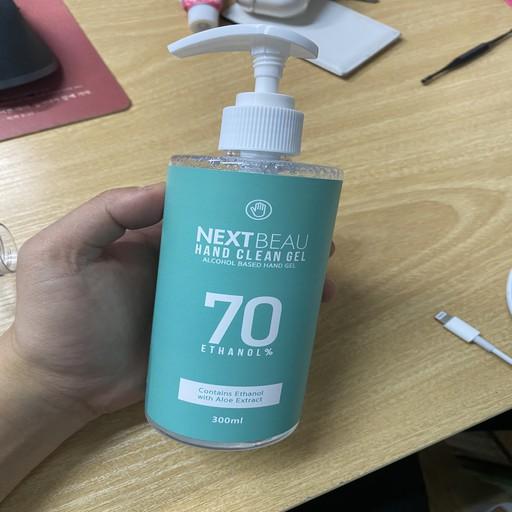 NEXTBEAU
HAND CLEAN GEL
ALCOHOL BASED HAND GEL
70
ETHANOL%
Contains Ethanol
with Aloe Extract
300ml